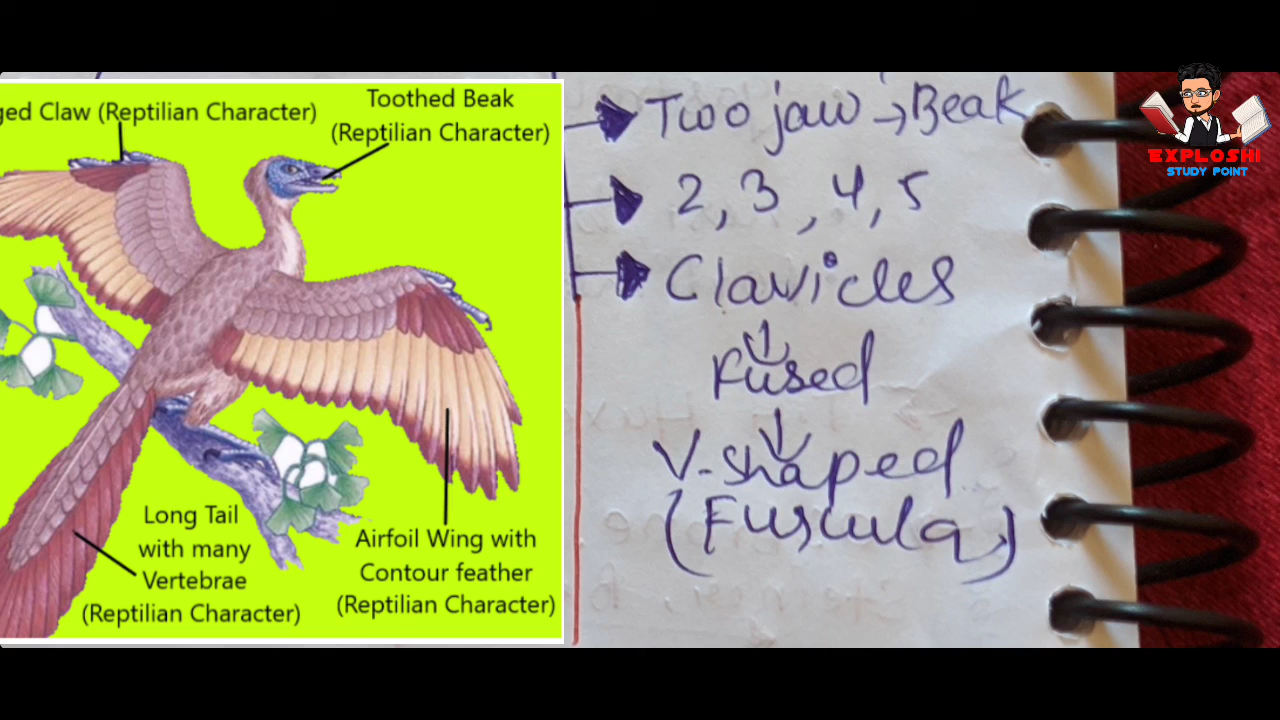 ged Claw (Reptilian Character)
Toothed Beak
(Reptilian Character)
Long Tail
with many
Vertebrae
(Reptilian Character)
Airfoil Wing with
Contour feather
(Reptilian Character)
Two jaw → Beak
2, 3, 4, 5
Clavicles
↓
Fused
↓
V-shaped
(Furcula)
EXPLOSHI
STUDY POINT